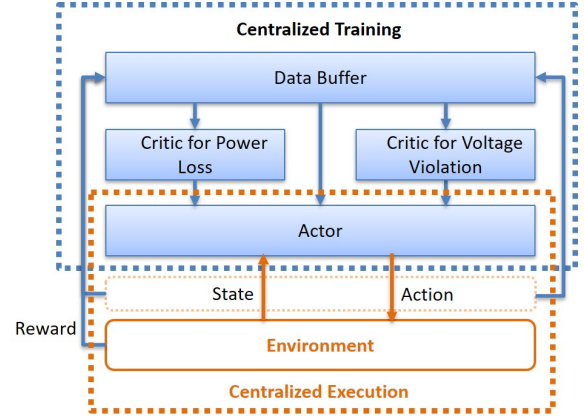 Centralized Training
Data Buffer
Critic for Power
Loss
Critic for Voltage
Violation
Actor
State
Action
Reward
Environment
Centralized Execution